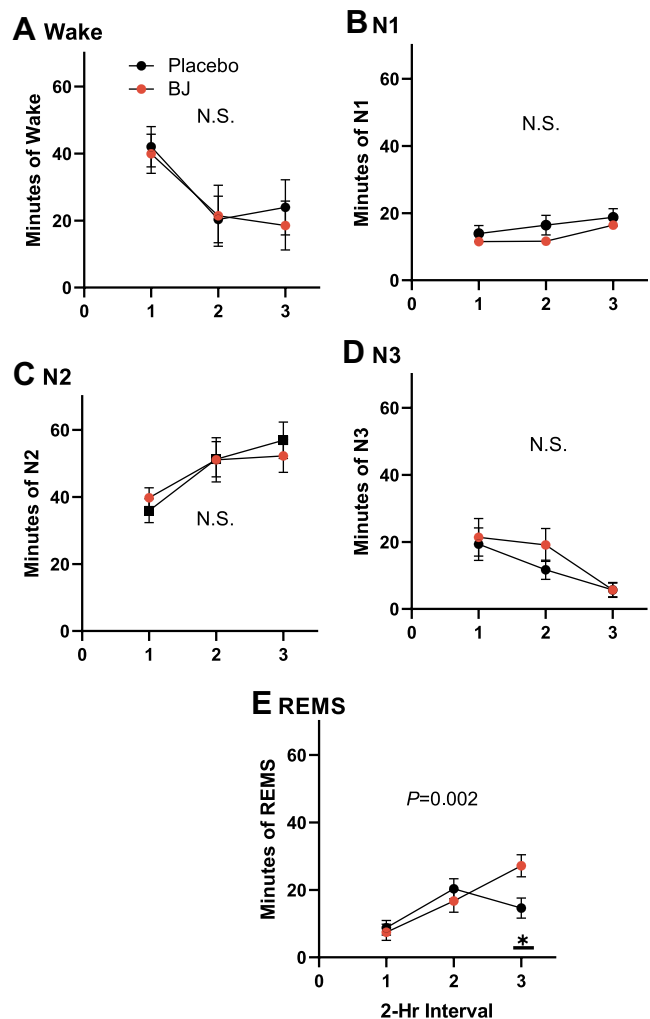 A Wake
Placebo
BJ
N.S.
Minutes of Wake
60
40
20
0
0 1 2 3
B N1
N.S.
Minutes of N1
60
40
20
0
0 1 2 3
C N2
N.S.
Minutes of N2
60
40
20
0
0 1 2 3
D N3
N.S.
Minutes of N3
60
40
20
0
0 1 2 3
E REMS
P=0.002
Minutes of REMS
60
40
20
0
*
0 1 2 3
2-Hr Interval